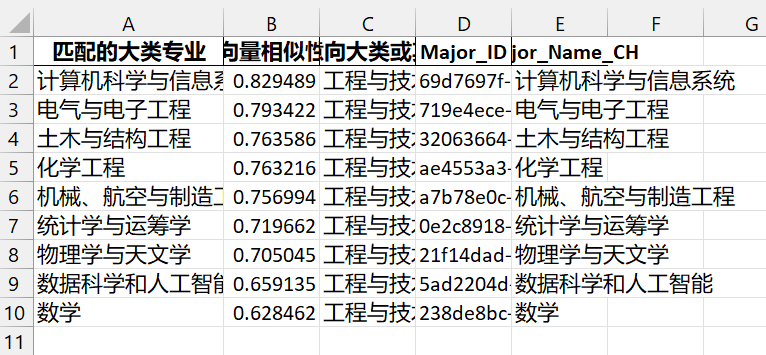 A B C D E F G
1 匹配的大类专业 向量相似性 向大类或 Major_ID jor_Name_CH
2 计算机科学与信息系 0.829489 工程与技 69d7697f- 计算机科学与信息系统
3 电气与电子工程 0.793422 工程与技 719e4ece- 电气与电子工程
4 土木与结构工程 0.763586 工程与技 32063664- 土木与结构工程
5 化学工程 0.763216 工程与技 ae4553a3- 化学工程
6 机械、航空与制造工 0.756994 工程与技 a7b78e0c- 机械、航空与制造工程
7 统计学与运筹学 0.719662 工程与技 0e2c8918- 统计学与运筹学
8 物理学与天文学 0.705045 工程与技 21f14dad- 物理学与天文学
9 数据科学和人工智能 0.659135 工程与技 5ad2204d- 数据科学和人工智能
10 数学 0.628462 工程与技 238de8bc- 数学
11